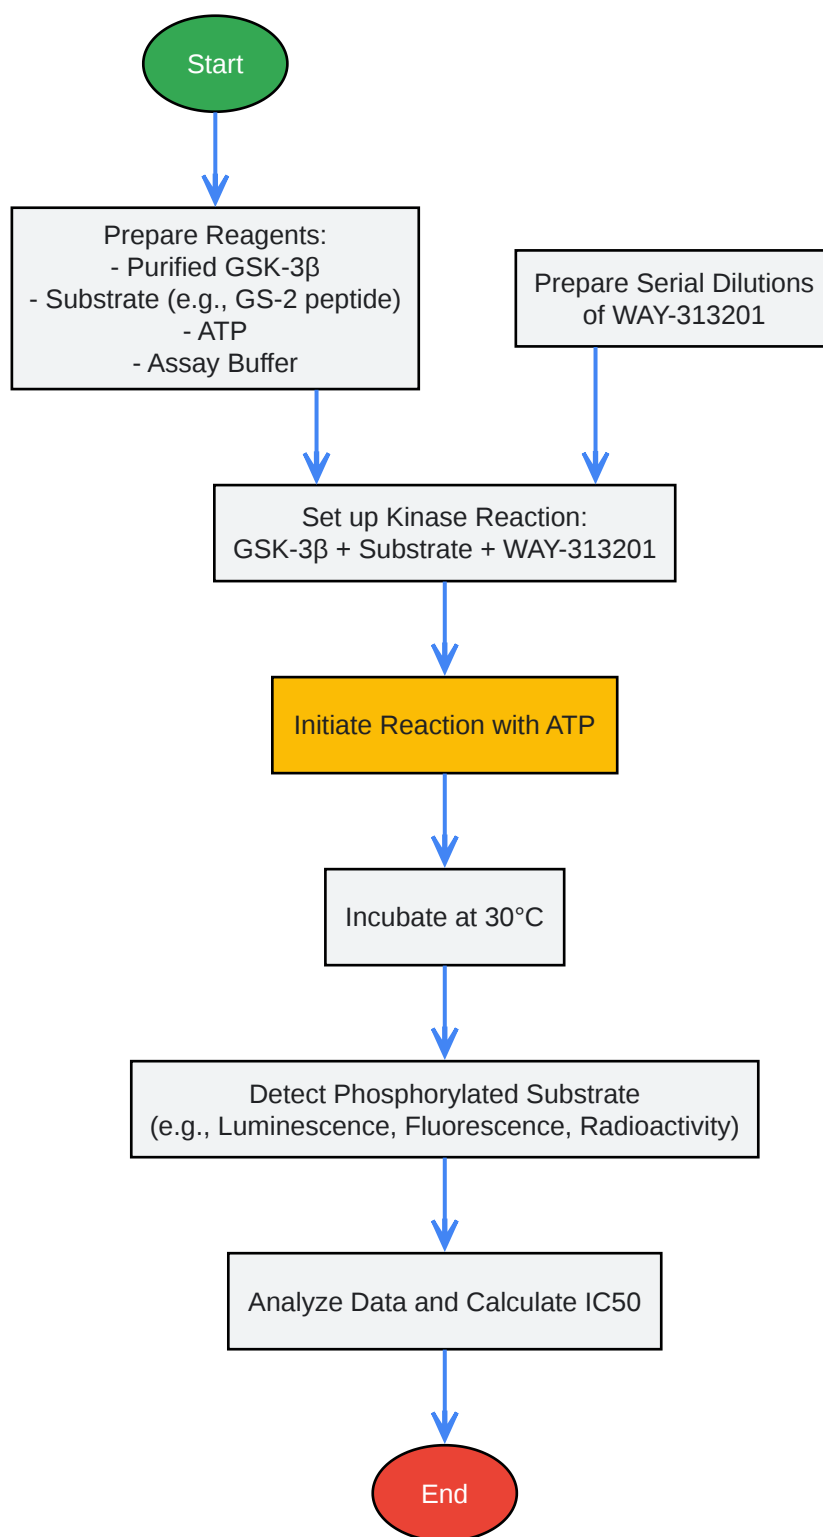 Start
Prepare Reagents:
- Purified GSK-3β
- Substrate (e.g., GS-2 peptide)
- ATP
- Assay Buffer
Prepare Serial Dilutions
of WAY-313201
Set up Kinase Reaction:
GSK-3β + Substrate + WAY-313201
Initiate Reaction with ATP
Incubate at 30°C
Detect Phosphorylated Substrate
(e.g., Luminescence, Fluorescence, Radioactivity)
Analyze Data and Calculate IC50
End